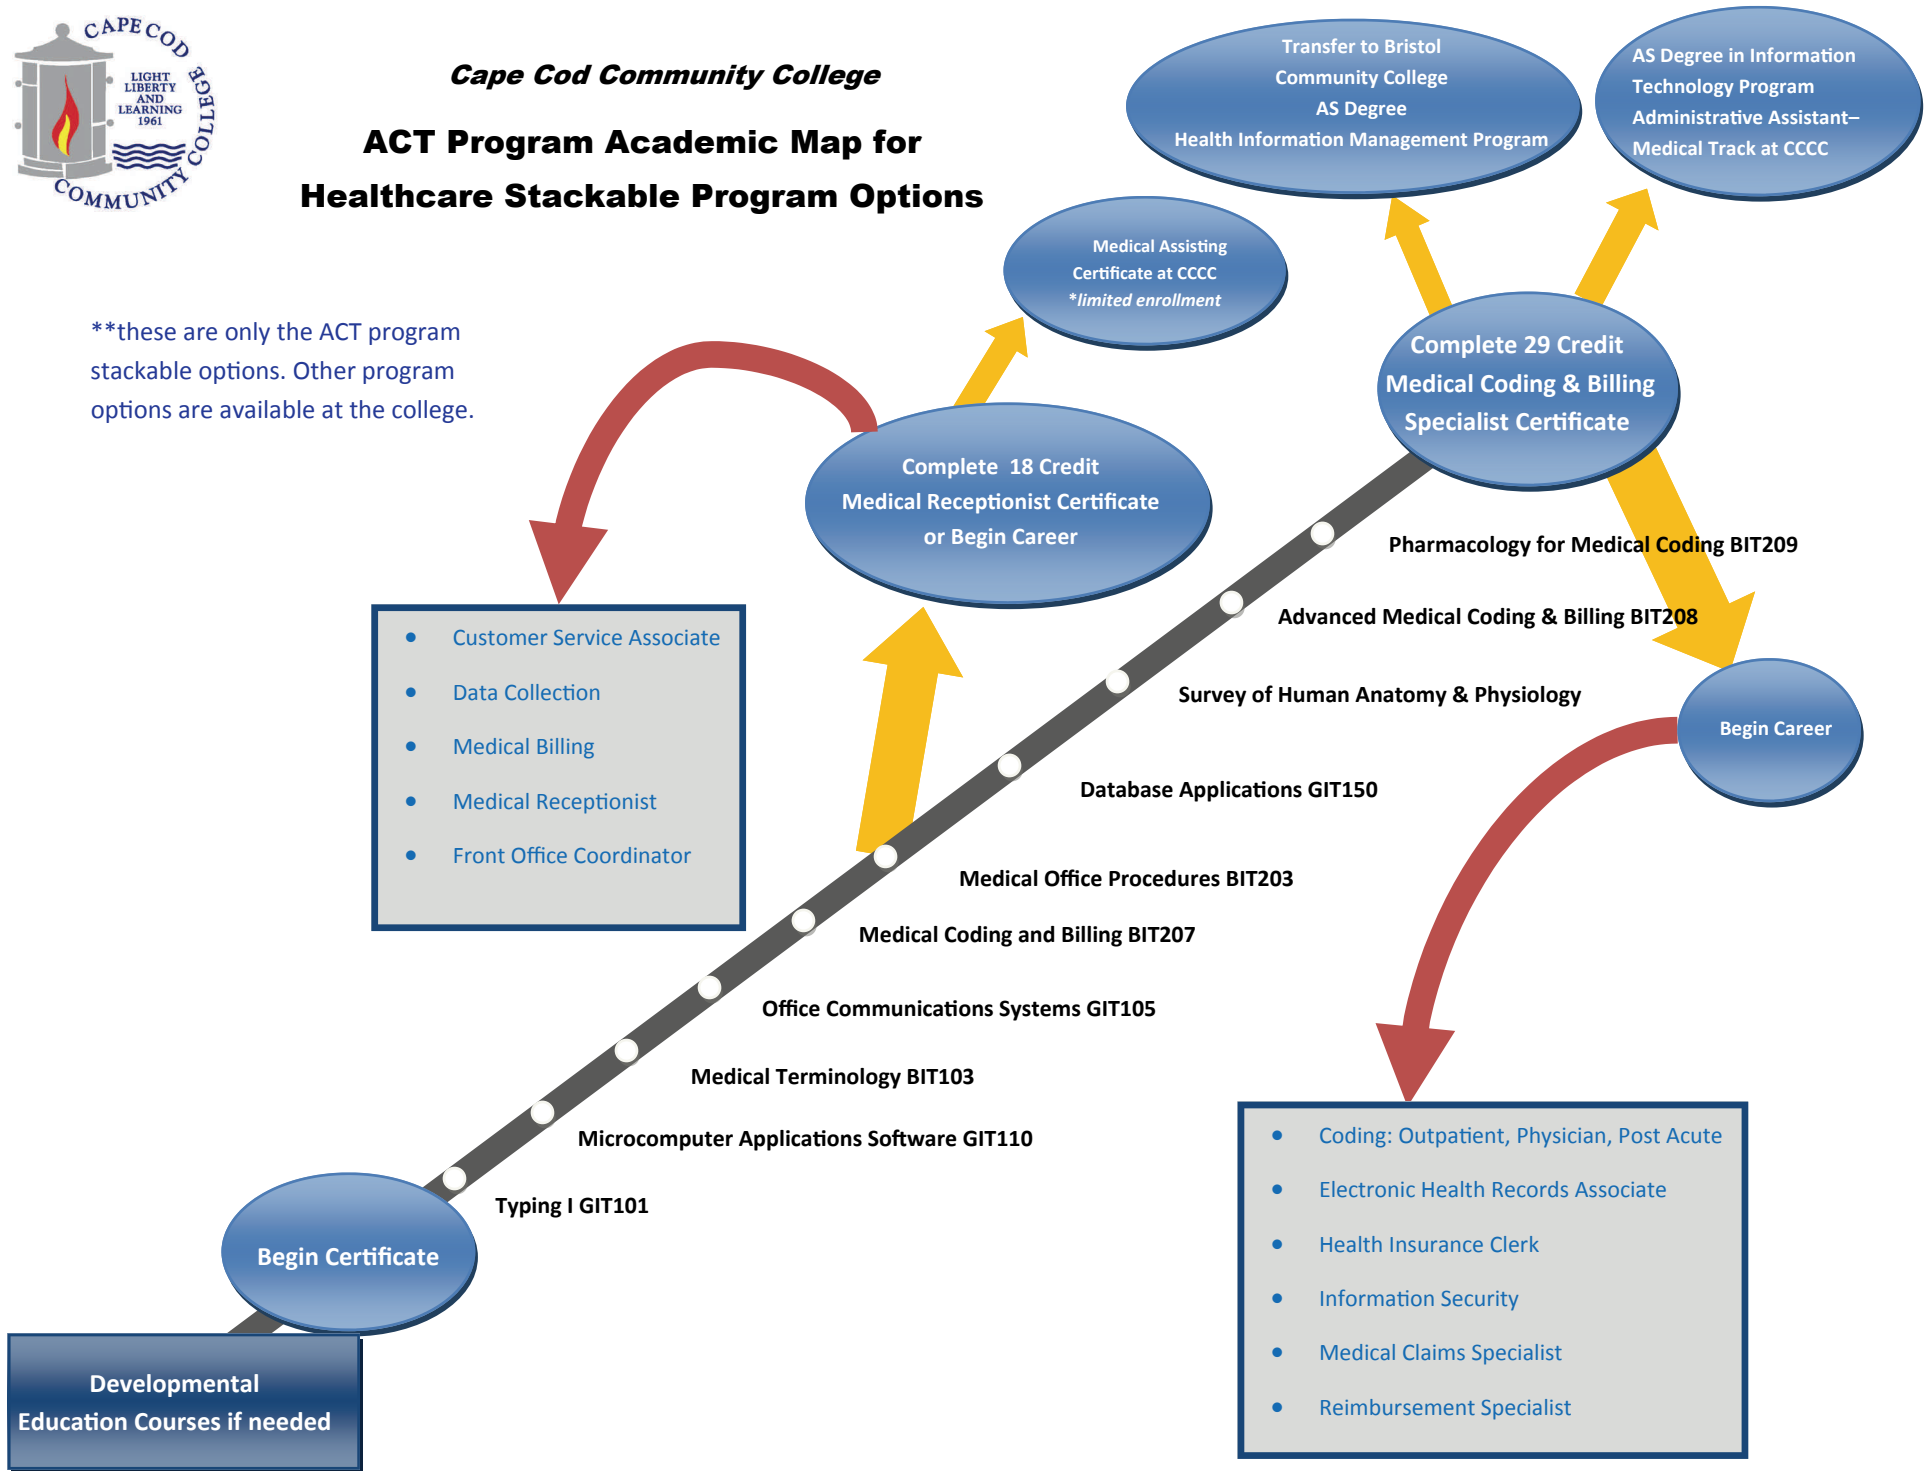 CAPE COD COMMUNITY COLLEGE
LIGHT
LIBERTY
AND
LEARNING
1961
Cape Cod Community College
ACT Program Academic Map for
Healthcare Stackable Program Options
**these are only the ACT program
stackable options. Other program
options are available at the college.
Transfer to Bristol
Community College
AS Degree
Health Information Management Program
AS Degree in Information
Technology Program
Administrative Assistant–
Medical Track at CCCC
Medical Assisting
Certificate at CCCC
*limited enrollment
Complete 29 Credit
Medical Coding & Billing
Specialist Certificate
Complete 18 Credit
Medical Receptionist Certificate
or Begin Career
• Customer Service Associate
• Data Collection
• Medical Billing
• Medical Receptionist
• Front Office Coordinator
Pharmacology for Medical Coding BIT209
Advanced Medical Coding & Billing BIT208
Survey of Human Anatomy & Physiology
Database Applications GIT150
Medical Office Procedures BIT203
Medical Coding and Billing BIT207
Office Communications Systems GIT105
Medical Terminology BIT103
Microcomputer Applications Software GIT110
Typing I GIT101
Begin Career
• Coding: Outpatient, Physician, Post Acute
• Electronic Health Records Associate
• Health Insurance Clerk
• Information Security
• Medical Claims Specialist
• Reimbursement Specialist
Begin Certificate
Developmental
Education Courses if needed